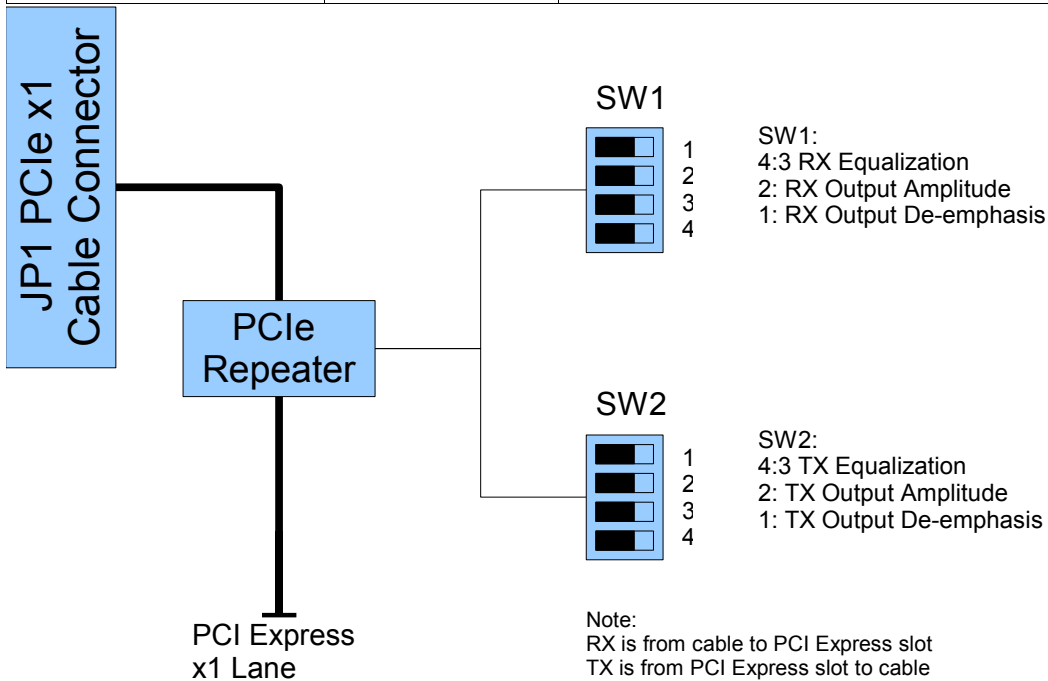 JP1 PCIe x1
Cable Connector
SW1
1
2
3
4
SW1:
4:3 RX Equalization
2: RX Output Amplitude
1: RX Output De-emphasis
PCIe
Repeater
SW2
1
2
3
4
SW2:
4:3 TX Equalization
2: TX Output Amplitude
1: TX Output De-emphasis
PCI Express
x1 Lane
Note:
RX is from cable to PCI Express slot
TX is from PCI Express slot to cable